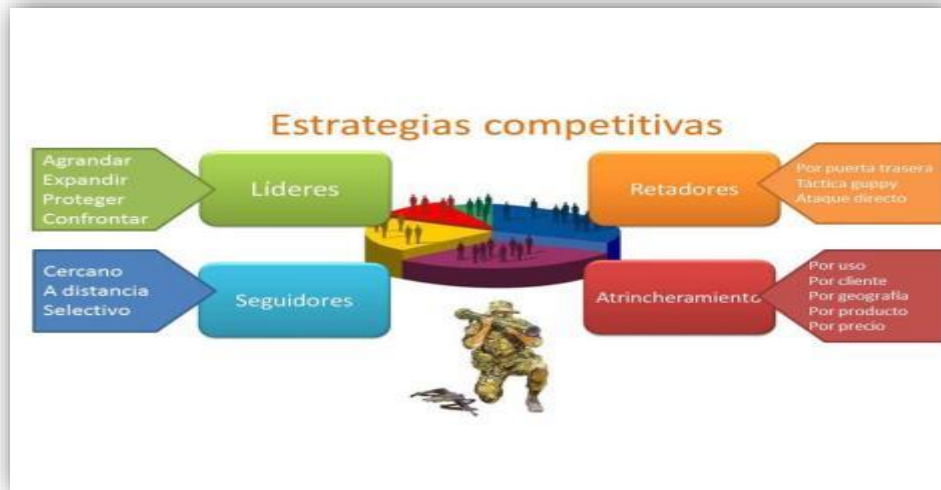 Estrategias competitivas
Agrandar
Expandir
Proteger
Confrontar
Líderes
Retadores
Por puerta trasera
Táctica guppy
Ataque directo
Cercano
A distancia
Selectivo
Seguidores
Atrincheramiento
Por uso
Por cliente
Por geografía
Por producto
Por precio